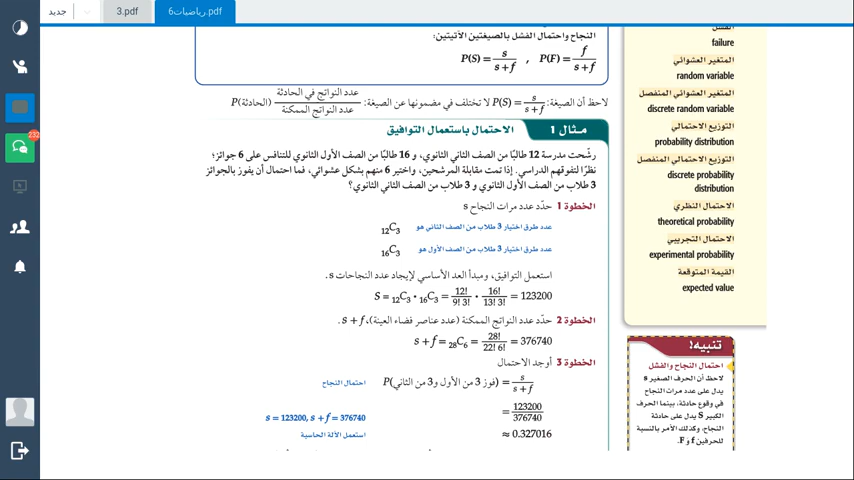 رياضيات6.pdf
3.pdf
جديد
232
النجاح واحتمال الفشل بالصيغتين الآتيتين:
P(S) = s/(s+f) , P(F) = f/(s+f)
لاحظ أن الصيغة: P(S) = s/(s+f) لا تختلف في مضمونها عن الصيغة: P(الحادثة) عدد النواتج في الحادثة / عدد النواتج الممكنة
مثال 1 الاحتمال باستعمال التوافيق
رشّحت مدرسة 12 طالبًا من الصف الثاني الثانوي، و 16 طالبًا من الصف الأول الثانوي للتنافس على 6 جوائز؛
نظرًا لتفوقهم الدراسي. إذا تمت مقابلة المرشحين، واختير 6 منهم بشكل عشوائي، فما احتمال أن يفوز بالجوائز
3 طلاب من الصف الأول الثانوي و 3 طلاب من الصف الثاني الثانوي؟
الخطوة 1 حدّد عدد مرات النجاح s
عدد طرق اختيار 3 طلاب من الصف الثاني هو ₁₂C₃
عدد طرق اختيار 3 طلاب من الصف الأول هو ₁₆C₃
استعمل التوافيق، ومبدأ العد الأساسي لإيجاد عدد النجاحات s.
S = ₁₂C₃ · ₁₆C₃ = 12!/(9! 3!) · 16!/(13! 3!) = 123200
الخطوة 2 حدّد عدد النواتج الممكنة (عدد عناصر فضاء العينة)، s + f.
s + f = ₂₈C₆ = 28!/(22! 6!) = 376740
الخطوة 3 أوجد الاحتمال
P(فوز 3 من الأول و3 من الثاني) = s/(s+f) احتمال النجاح
= 123200/376740 s = 123200, s + f = 376740
≈ 0.327016 استعمل الآلة الحاسبة
الفشل
failure
المتغير العشوائي
random variable
المتغير العشوائي المنفصل
discrete random variable
التوزيع الاحتمالي
probability distribution
التوزيع الاحتمالي المنفصل
discrete probability
distribution
الاحتمال النظري
theoretical probability
الاحتمال التجريبي
experimental probability
القيمة المتوقعة
expected value
تنبيه!
احتمال النجاح والفشل
لاحظ أن الحرف الصغير s
يدل على عدد مرات النجاح
في وقوع حادثة، بينما الحرف
الكبير S يدل على حادثة
النجاح، وكذلك الأمر بالنسبة
للحرفين f و F.